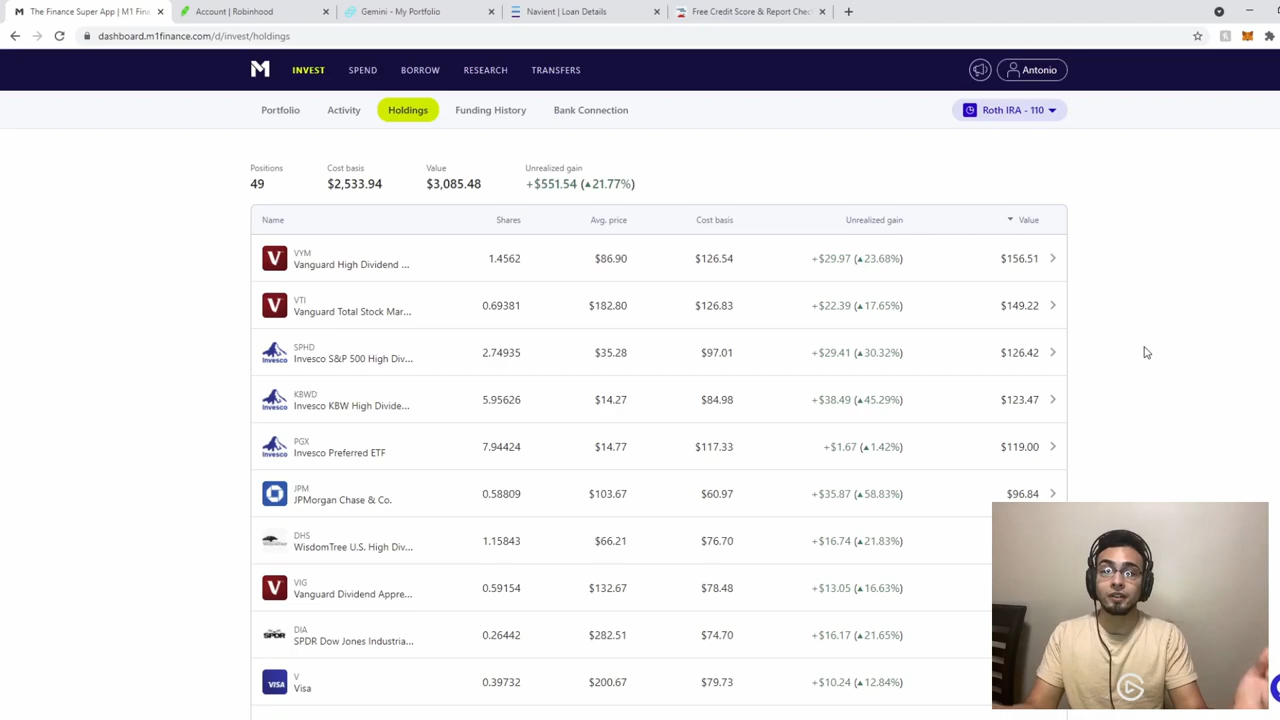 The Finance Super App | M1 Fina
Account | Robinhood
Gemini - My Portfolio
Navient | Loan Details
Free Credit Score & Report Chec
dashboard.m1finance.com/d/invest/holdings
INVEST SPEND BORROW RESEARCH TRANSFERS
Antonio
Portfolio Activity Holdings Funding History Bank Connection
Roth IRA - 110
Positions Cost basis Value Unrealized gain
49 $2,533.94 $3,085.48 +$551.54 (▲21.77%)
Name Shares Avg. price Cost basis Unrealized gain Value
VYM
Vanguard High Dividend ... 1.4562 $86.90 $126.54 +$29.97 (▲23.68%) $156.51
VTI
Vanguard Total Stock Mar... 0.69381 $182.80 $126.83 +$22.39 (▲17.65%) $149.22
SPHD
Invesco S&P 500 High Div... 2.74935 $35.28 $97.01 +$29.41 (▲30.32%) $126.42
KBWD
Invesco KBW High Divide... 5.95626 $14.27 $84.98 +$38.49 (▲45.29%) $123.47
PGX
Invesco Preferred ETF 7.94424 $14.77 $117.33 +$1.67 (▲1.42%) $119.00
JPM
JPMorgan Chase & Co. 0.58809 $103.67 $60.97 +$35.87 (▲58.83%) $96.84
DHS
WisdomTree U.S. High Div... 1.15843 $66.21 $76.70 +$16.74 (▲21.83%)
VIG
Vanguard Dividend Appre... 0.59154 $132.67 $78.48 +$13.05 (▲16.63%)
DIA
SPDR Dow Jones Industria... 0.26442 $282.51 $74.70 +$16.17 (▲21.65%)
V
Visa 0.39732 $200.67 $79.73 +$10.24 (▲12.84%)